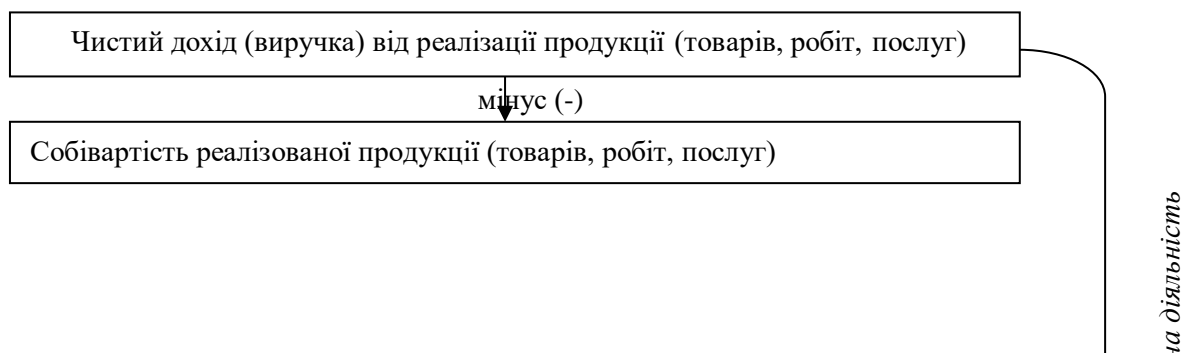 Чистий дохід (виручка) від реалізації продукції (товарів, робіт, послуг)
мінус (-)
Собівартість реалізованої продукції (товарів, робіт, послуг)
діяльність